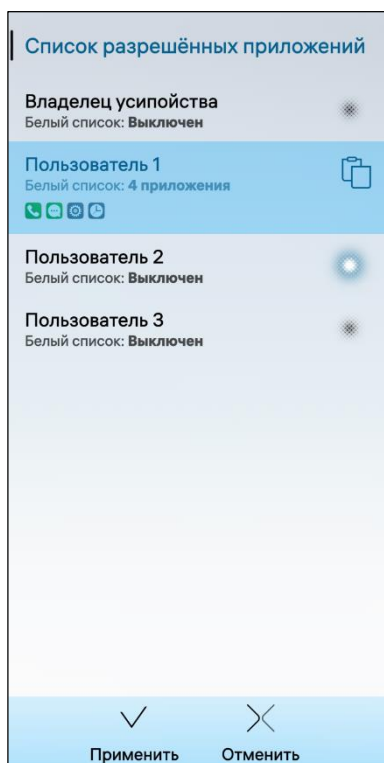 Список разрешённых приложений
Владелец усипойства
Белый список: Выключен
Пользователь 1
Белый список: 4 приложения
Пользователь 2
Белый список: Выключен
Пользователь 3
Белый список: Выключен
Применить Отменить